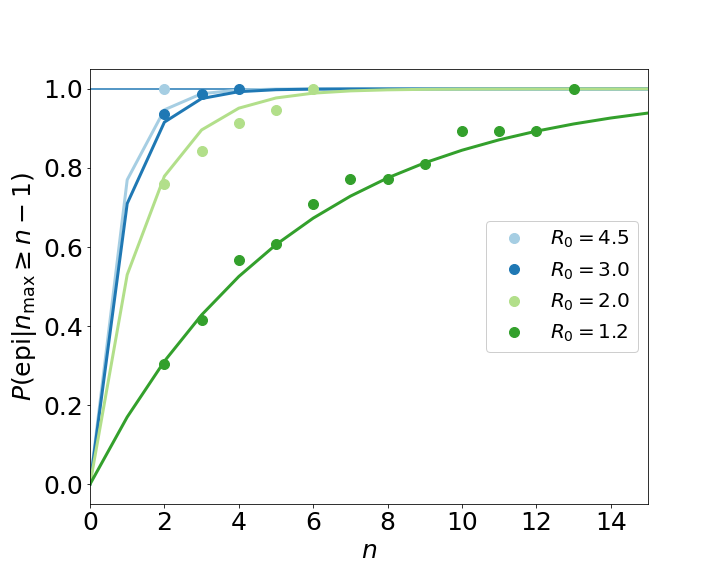 1.0
0.8
0.6
0.4
0.2
0.0
P(epi|n_max ≥ n − 1)
R_0 = 4.5
R_0 = 3.0
R_0 = 2.0
R_0 = 1.2
0 2 4 6 8 10 12 14
n